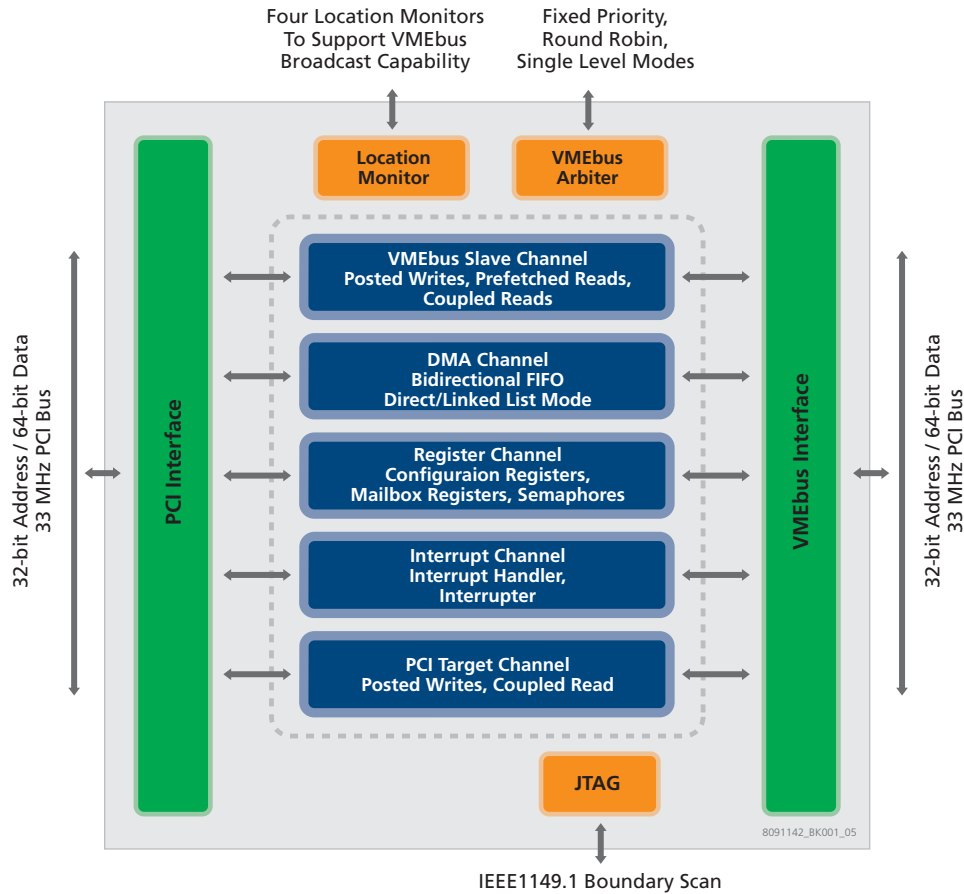 Four Location Monitors
To Support VMEbus
Broadcast Capability
Fixed Priority,
Round Robin,
Single Level Modes
Location
Monitor
VMEbus
Arbiter
32-bit Address / 64-bit Data
33 MHz PCI Bus
PCI Interface
VMEbus Slave Channel
Posted Writes, Prefetched Reads,
Coupled Reads
DMA Channel
Bidirectional FIFO
Direct/Linked List Mode
Register Channel
Configuraion Registers,
Mailbox Registers, Semaphores
Interrupt Channel
Interrupt Handler,
Interrupter
PCI Target Channel
Posted Writes, Coupled Read
VMEbus Interface
32-bit Address / 64-bit Data
33 MHz PCI Bus
JTAG
8091142_BK001_05
IEEE1149.1 Boundary Scan